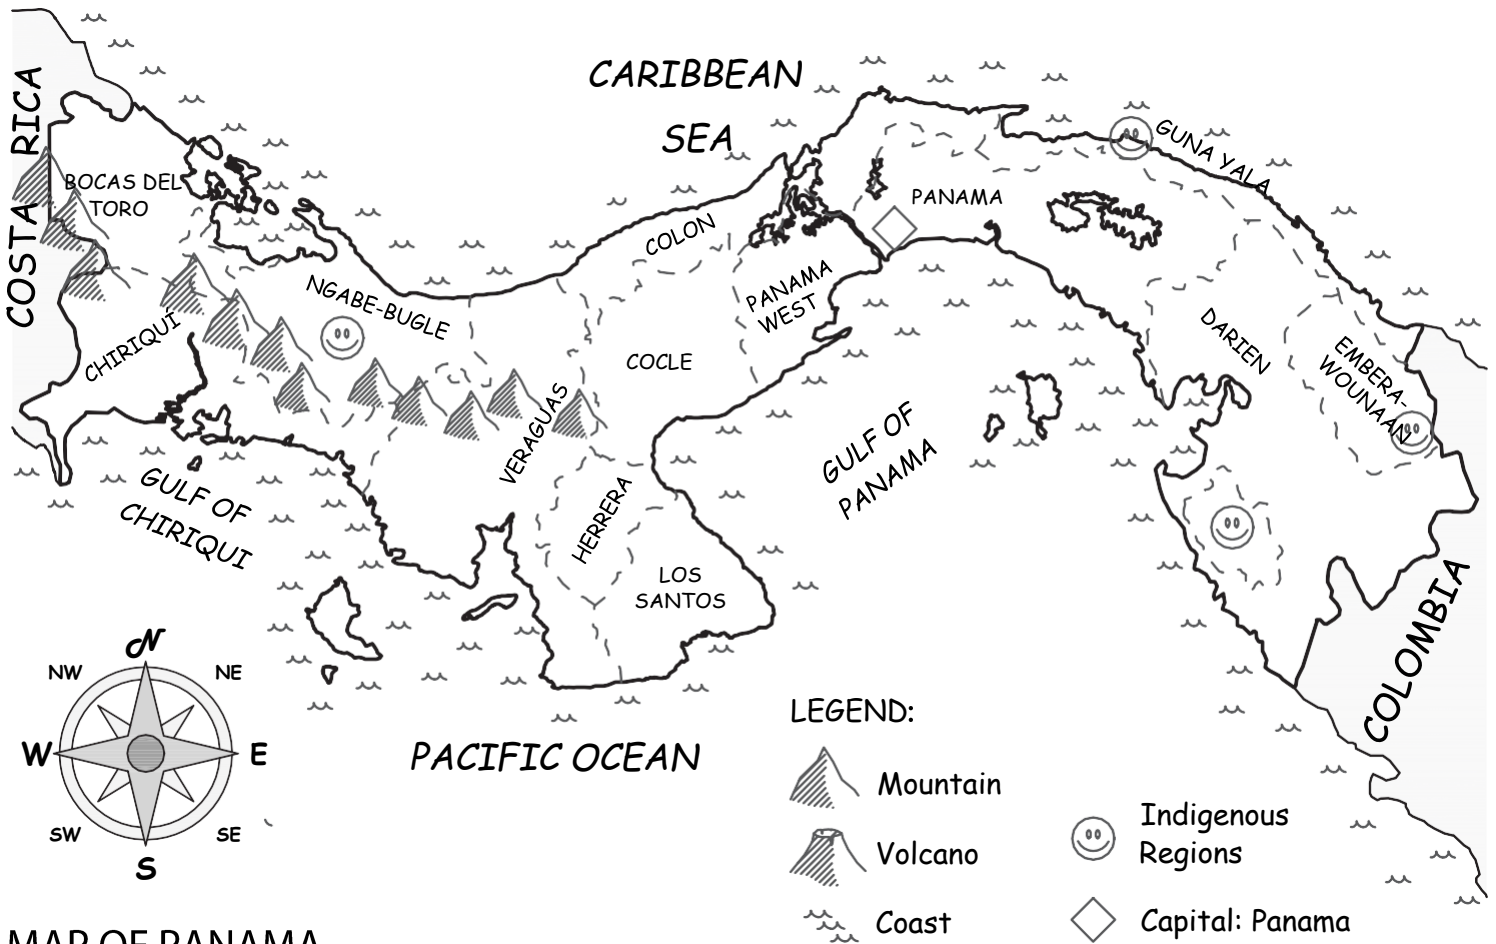 COSTA RICA
CARIBBEAN
SEA
GUNA YALA
BOCAS DEL
TORO
PANAMA
COLON
NGABE-BUGLE
PANAMA
WEST
CHIRIQUÍ
COCLE
DARIEN
EMBERA-
WOUNAAN
VERAGUAS
HERRERA
GULF OF
PANAMA
GULF OF
CHIRIQUI
LOS
SANTOS
COLOMBIA
PACIFIC OCEAN
N
NW
NE
W
E
SW
SE
S
LEGEND:
Mountain
Volcano
Coast
Indigenous
Regions
Capital: Panama
MAP OF PANAMA